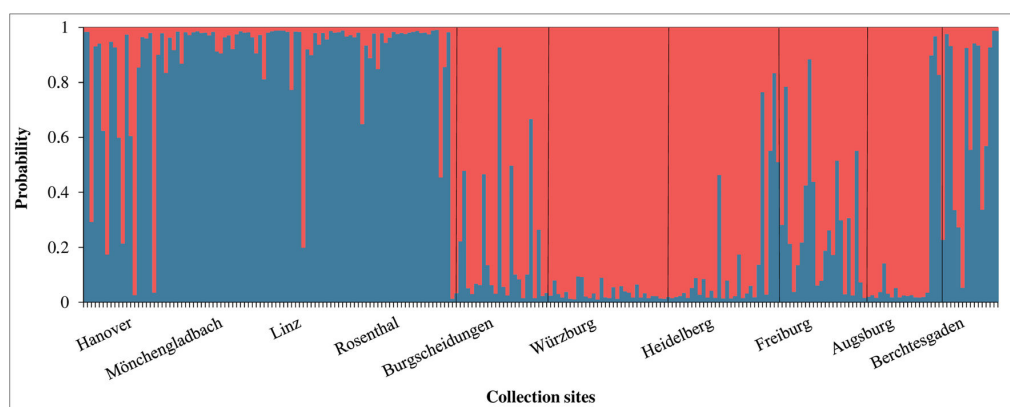 1
0.8
0.6
0.4
0.2
0
Probability
Hanover
Mönchengladbach
Linz
Rosenthal
Burgscheidungen
Würzburg
Heidelberg
Freiburg
Augsburg
Berchtesgaden
Collection sites